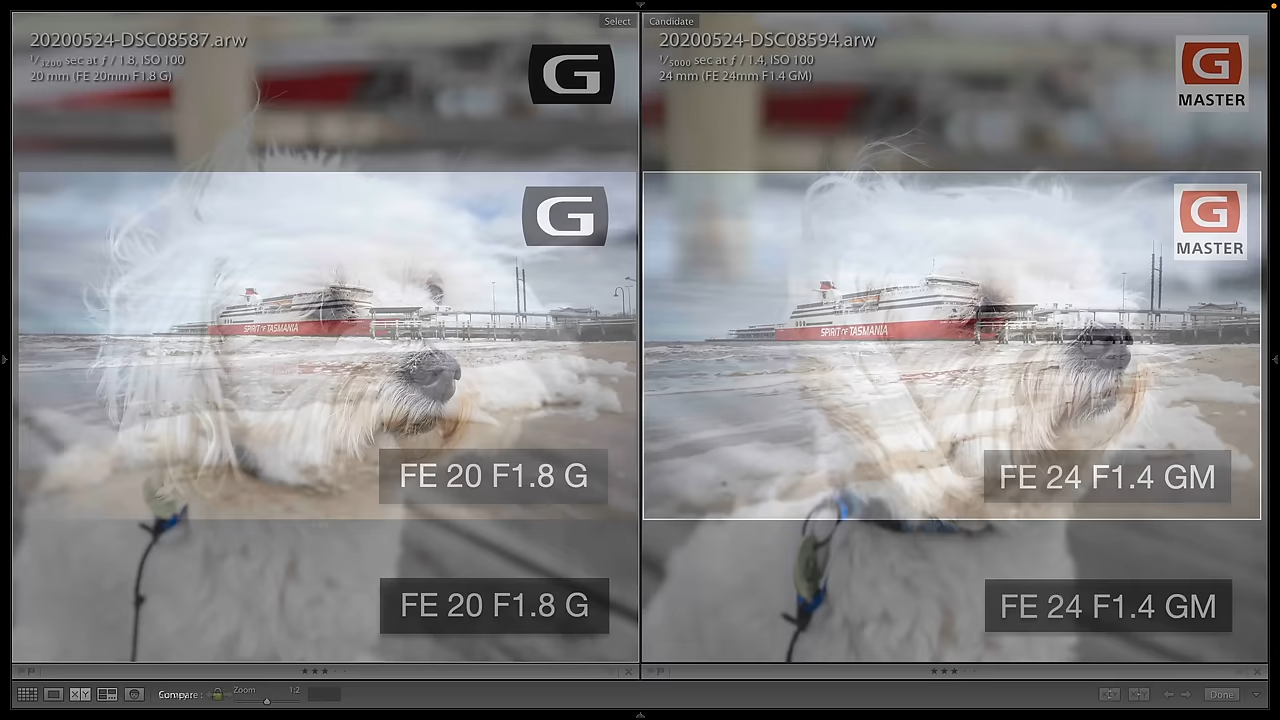 Select
20200524-DSC08587.arw
1/3200 sec at ƒ / 1.8, ISO 100
20 mm (FE 20mm F1.8 G)
G
G
SPIRIT OF TASMANIA
FE 20 F1.8 G
FE 20 F1.8 G
Candidate
20200524-DSC08594.arw
1/5000 sec at ƒ / 1.4, ISO 100
24 mm (FE 24mm F1.4 GM)
G
MASTER
G
MASTER
SPIRIT OF TASMANIA
FE 24 F1.4 GM
FE 24 F1.4 GM
XY
Compare :
Zoom
1:2
Done